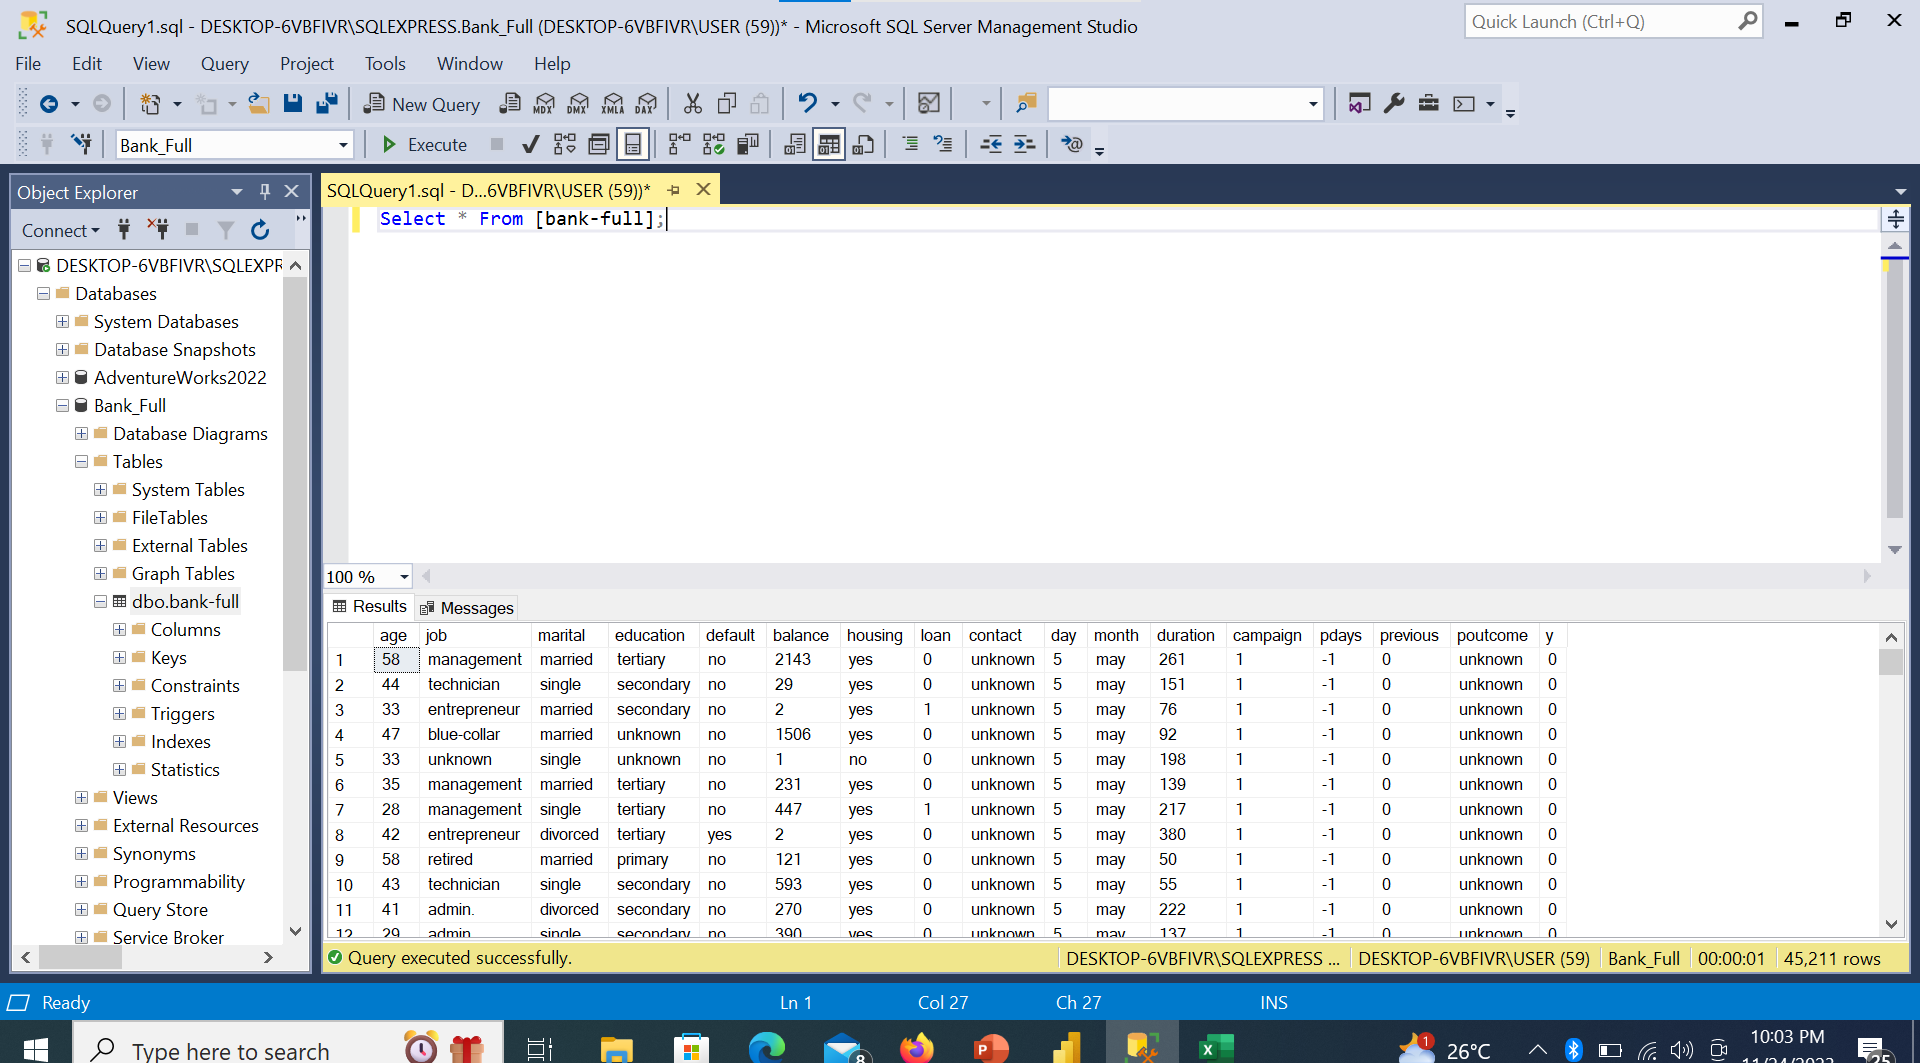 SQLQuery1.sql - DESKTOP-6VBFIVR\SQLEXPRESS.Bank_Full (DESKTOP-6VBFIVR\USER (59))* - Microsoft SQL Server Management Studio
Quick Launch (Ctrl+Q)
File Edit View Query Project Tools Window Help
New Query MDX DMX XMLA DAX
Bank_Full Execute
Object Explorer
SQLQuery1.sql - D...6VBFIVR\USER (59))*
Connect
Select * From [bank-full];
DESKTOP-6VBFIVR\SQLEXPR
Databases
System Databases
Database Snapshots
AdventureWorks2022
Bank_Full
Database Diagrams
Tables
System Tables
FileTables
External Tables
Graph Tables
dbo.bank-full
Columns
Keys
Constraints
Triggers
Indexes
Statistics
Views
External Resources
Synonyms
Programmability
Query Store
Service Broker
100 %
Results Messages
age job marital education default balance housing loan contact day month duration campaign pdays previous poutcome y
1 58 management married tertiary no 2143 yes 0 unknown 5 may 261 1 -1 0 unknown 0
2 44 technician single secondary no 29 yes 0 unknown 5 may 151 1 -1 0 unknown 0
3 33 entrepreneur married secondary no 2 yes 1 unknown 5 may 76 1 -1 0 unknown 0
4 47 blue-collar married unknown no 1506 yes 0 unknown 5 may 92 1 -1 0 unknown 0
5 33 unknown single unknown no 1 no 0 unknown 5 may 198 1 -1 0 unknown 0
6 35 management married tertiary no 231 yes 0 unknown 5 may 139 1 -1 0 unknown 0
7 28 management single tertiary no 447 yes 1 unknown 5 may 217 1 -1 0 unknown 0
8 42 entrepreneur divorced tertiary yes 2 yes 0 unknown 5 may 380 1 -1 0 unknown 0
9 58 retired married primary no 121 yes 0 unknown 5 may 50 1 -1 0 unknown 0
10 43 technician single secondary no 593 yes 0 unknown 5 may 55 1 -1 0 unknown 0
11 41 admin. divorced secondary no 270 yes 0 unknown 5 may 222 1 -1 0 unknown 0
12 29 admin. single secondary no 390 yes 0 unknown 5 may 137 1 -1 0 unknown 0
Query executed successfully. DESKTOP-6VBFIVR\SQLEXPRESS ... DESKTOP-6VBFIVR\USER (59) Bank_Full 00:00:01 45,211 rows
Ready Ln 1 Col 27 Ch 27 INS
Type here to search 8 1 26°C 10:03 PM
25